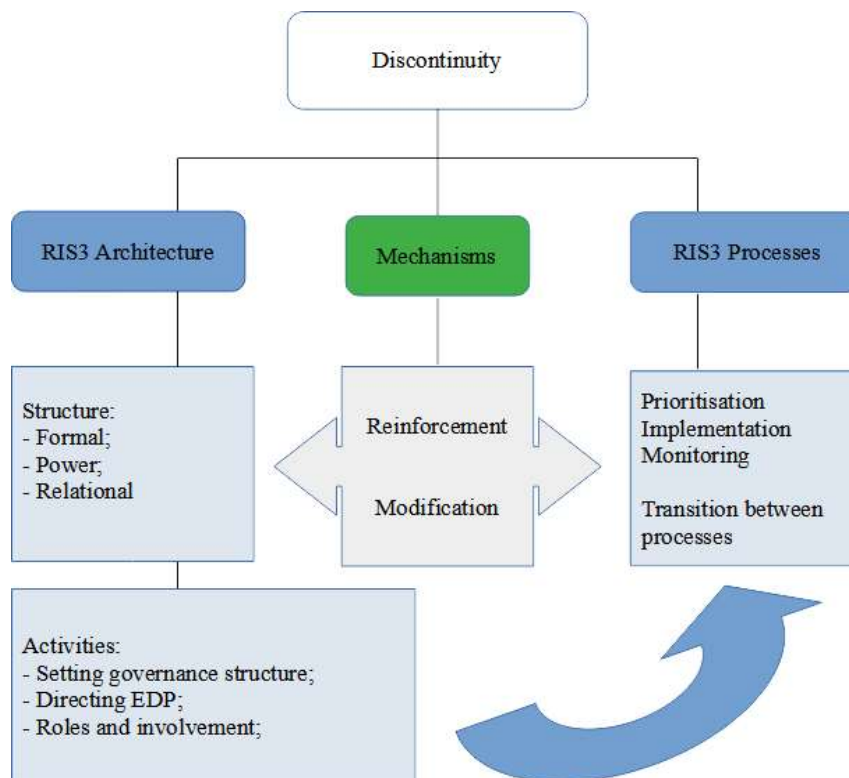 Discontinuity
RIS3 Architecture
Mechanisms
RIS3 Processes
Structure:
- Formal;
- Power;
- Relational
Reinforcement
Modification
Prioritisation
Implementation
Monitoring
Transition between
processes
Activities:
- Setting governance structure;
- Directing EDP;
- Roles and involvement;